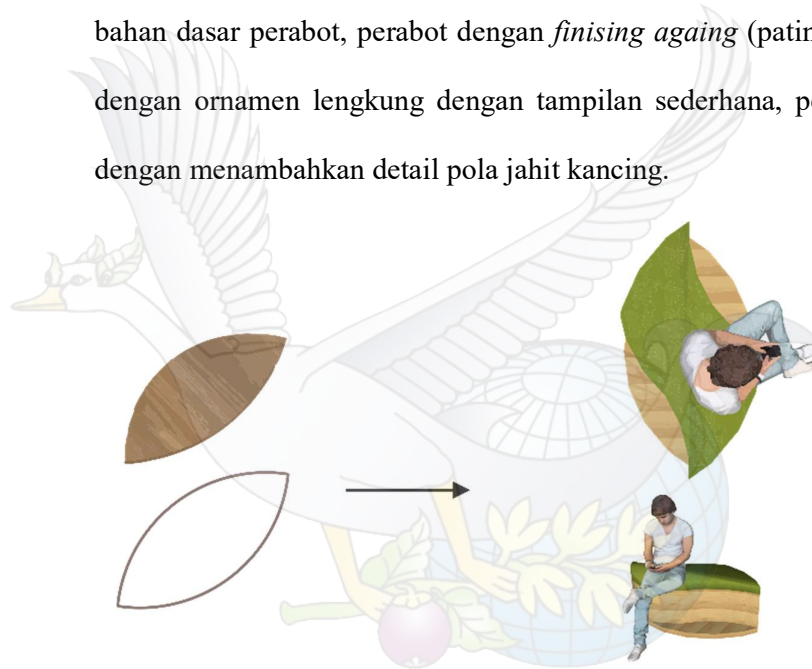 bahan dasar perabot, perabot dengan finising againg
dengan ornamen lengkung dengan tampilan sederhana,
dengan menambahkan detail pola jahit kancing.